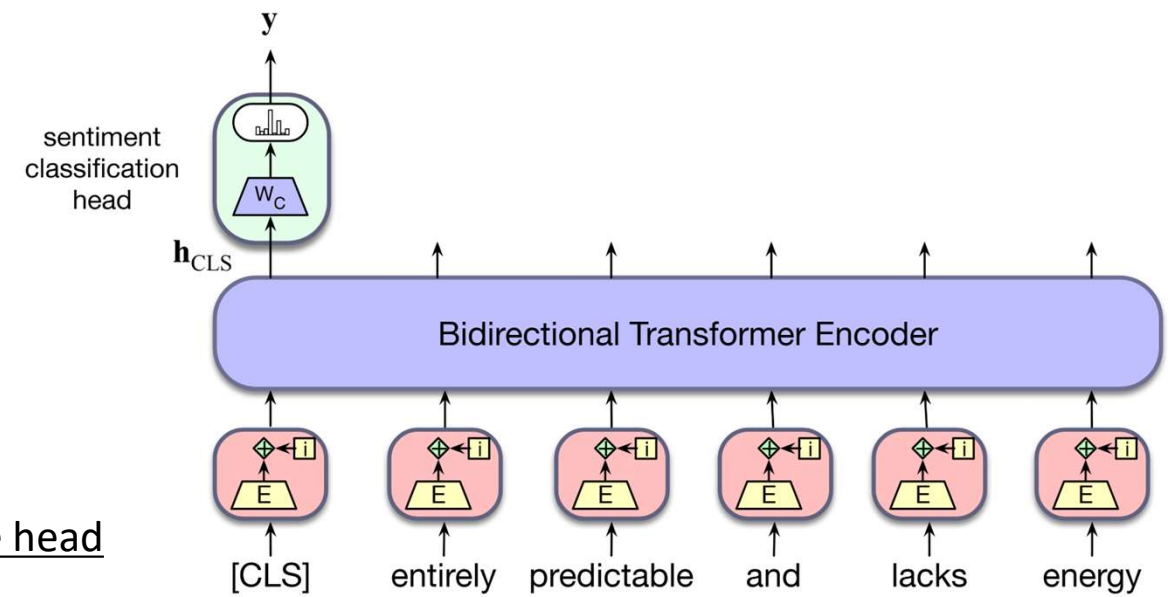 y
sentiment
classification
head
W_C
h_CLS
Bidirectional Transformer Encoder
i i i i i i
E E E E E E
head
[CLS] entirely predictable and lacks energy